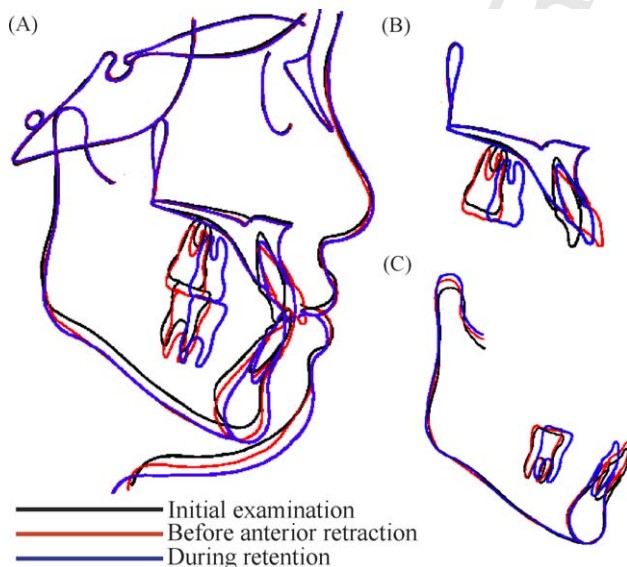 (A)
(B)
(C)
Initial examination
Before anterior retraction
During retention